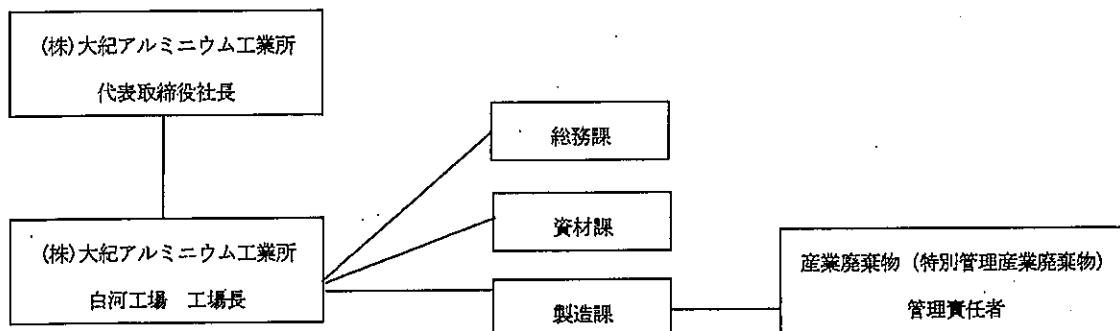 (株)大紀アルミニウム工業所
代表取締役社長
総務課
資材課
(株)大紀アルミニウム工業所
白河工場　工場長
製造課
産業廃棄物（特別管理産業廃棄物）
管理責任者